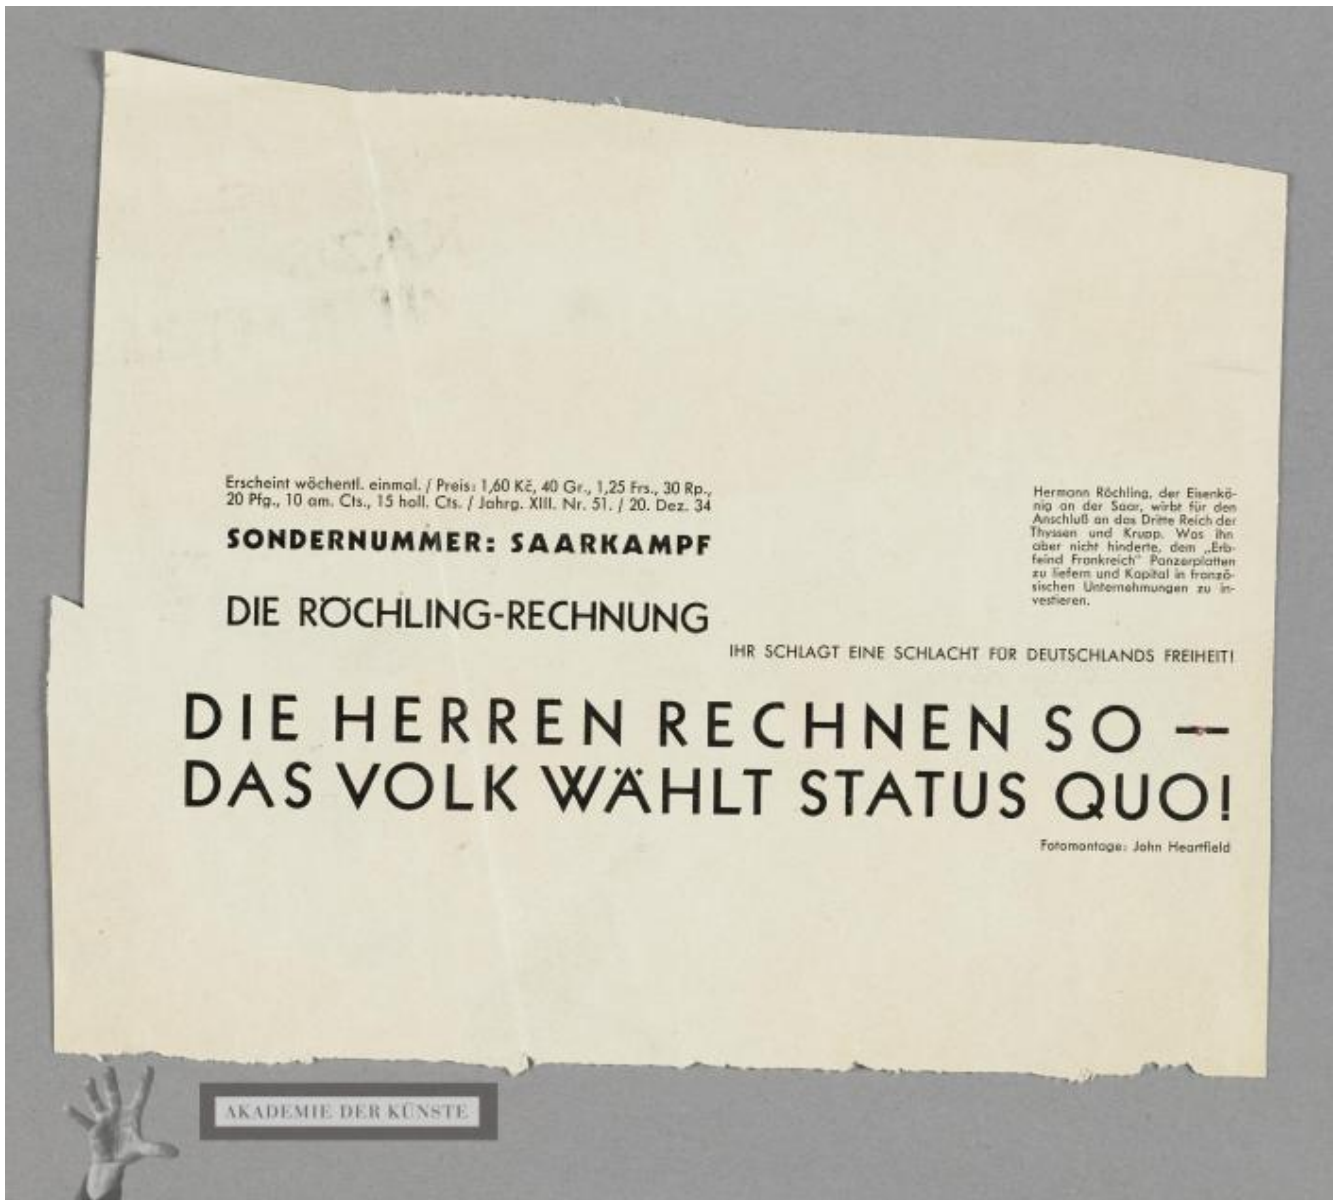 Erscheint wöchentl. einmal. / Preis: 1,60 Kč, 40 Gr., 1,25 Frs., 30 Rp.,
20 Pfg., 10 am. Cts., 15 holl. Cts. / Jahrg. XIII. Nr. 51. / 20. Dez. 34
SONDERNUMMER: SAARKAMPF
DIE RÖCHLING-RECHNUNG
Hermann Röchling, der Eisenkö-
nig an der Saar, wirbt für den
Anschluß an das Dritte Reich der
Thyssen und Krupp. Was ihn
aber nicht hinderte, dem „Erb-
feind Frankreich" Panzerplatten
zu liefern und Kapital in franzö-
sischen Unternehmungen zu in-
vestieren.
IHR SCHLAGT EINE SCHLACHT FÜR DEUTSCHLANDS FREIHEIT!
DIE HERREN RECHNEN SO —
DAS VOLK WÄHLT STATUS QUO!
Fotomontage: John Heartfield
AKADEMIE DER KÜNSTE